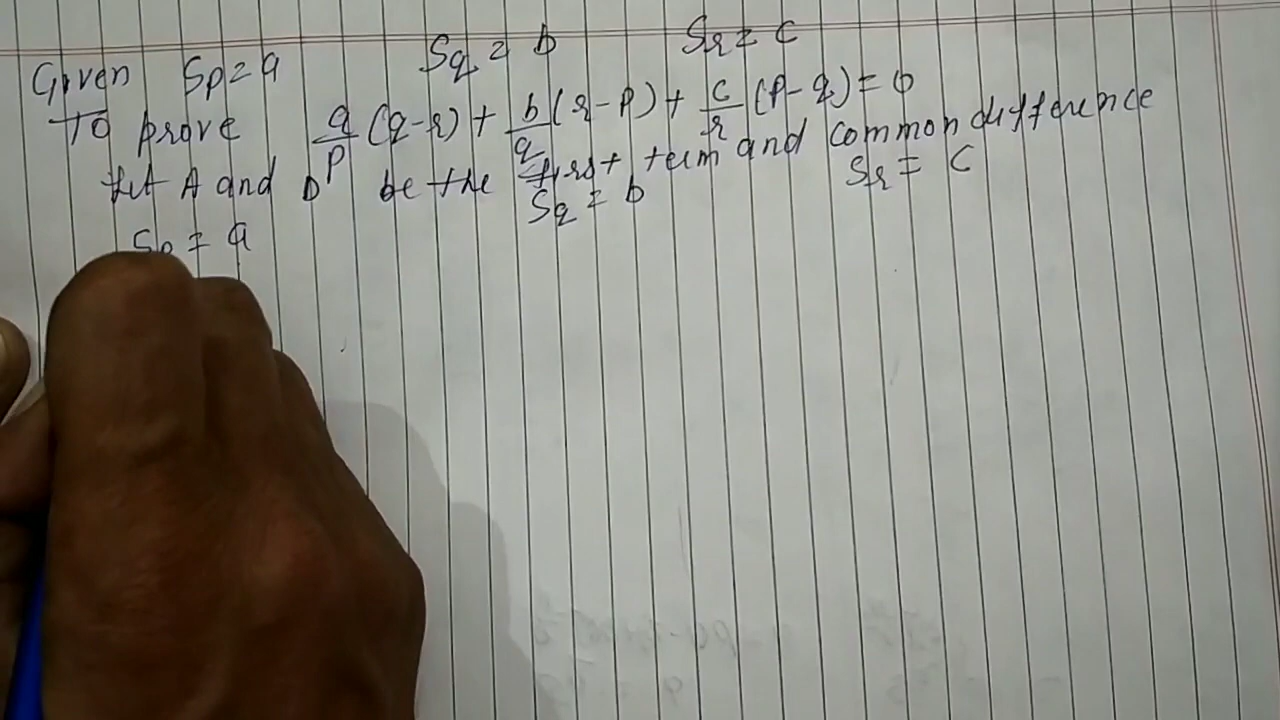 Given Sp = a Sq = b Sr = c
To prove a/p (q-r) + b/q (r-p) + c/r (p-q) = 0
Let A and D be the first term and common difference
Sp = a Sq = b Sr = c